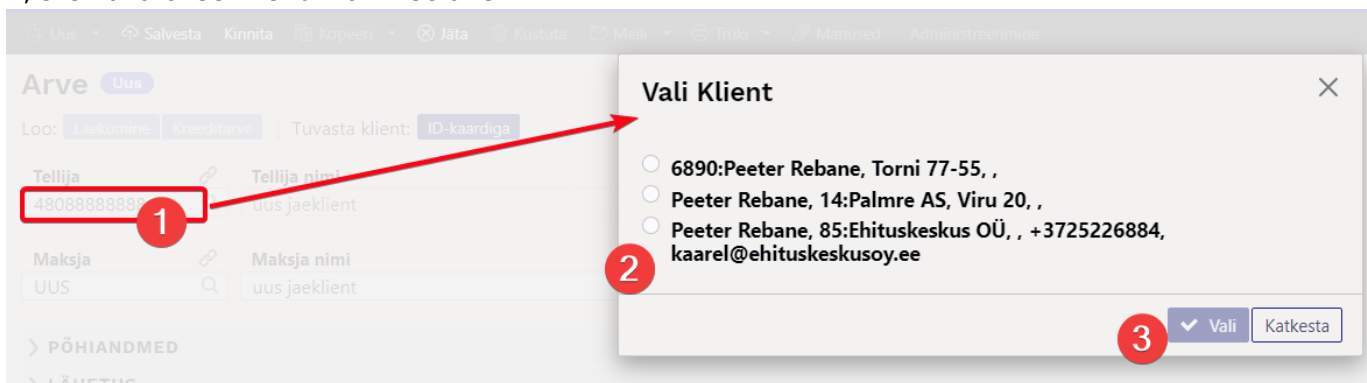 Uus Salvesta Kinnita Kopeeri Jäta Kustuta Meili Trüki Manused Administreerimine
Arve Uus
Loo: Laekumine Kreeditarve Tuvasta klient: ID-kaardiga
Tellija Tellija nimi
48088888888 uus jaeklient
1
Maksja Maksja nimi
UUS uus jaeklient
PÕHIANDMED
LÄHETUS
Vali Klient
6890:Peeter Rebane, Torni 77-55, ,
Peeter Rebane, 14:Palmre AS, Viru 20, ,
Peeter Rebane, 85:Ehituskeskus OÜ, , +3725226884,
kaarel@ehituskeskusoy.ee
2
3 Vali Katkesta